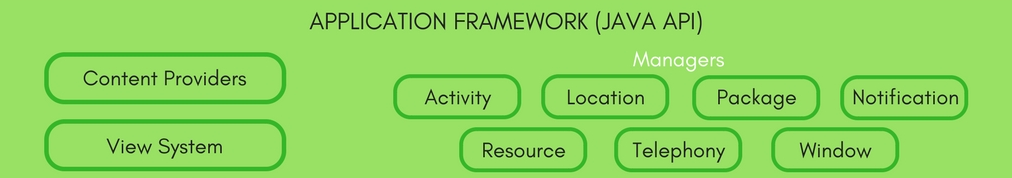 APPLICATION FRAMEWORK (JAVA API)
Managers
Content Providers
Activity
Location
Package
Notification
View System
Resource
Telephony
Window